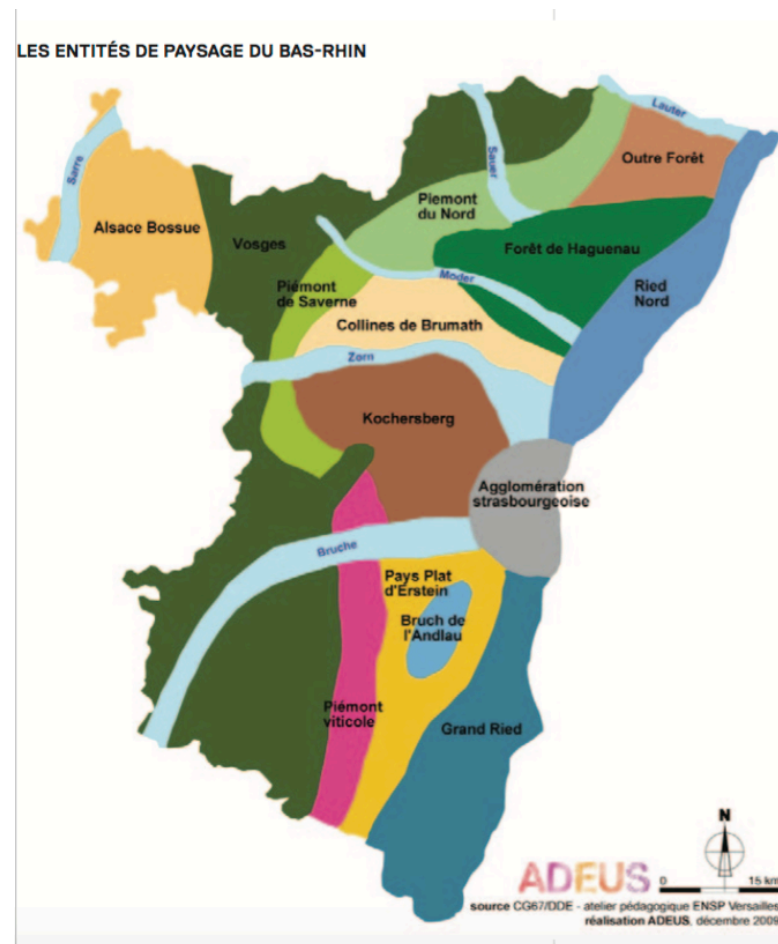 LES ENTITÉS DE PAYSAGE DU BAS-RHIN
Lauter
Sarre
Sauer
Outre Forêt
Piemont
du Nord
Alsace Bossue
Vosges
Forêt de Haguenau
Moder
Piémont
de Saverne
Ried
Nord
Collines de Brumath
Zorn
Kochersberg
Agglomération
strasbourgeoise
Bruche
Pays Plat
d'Erstein
Bruch de
l'Andlau
Piémont
viticole
Grand Ried
N
ADEUS
0 15 km
source CG67/DDE - atelier pédagogique ENSP Versailles
réalisation ADEUS, décembre 2009